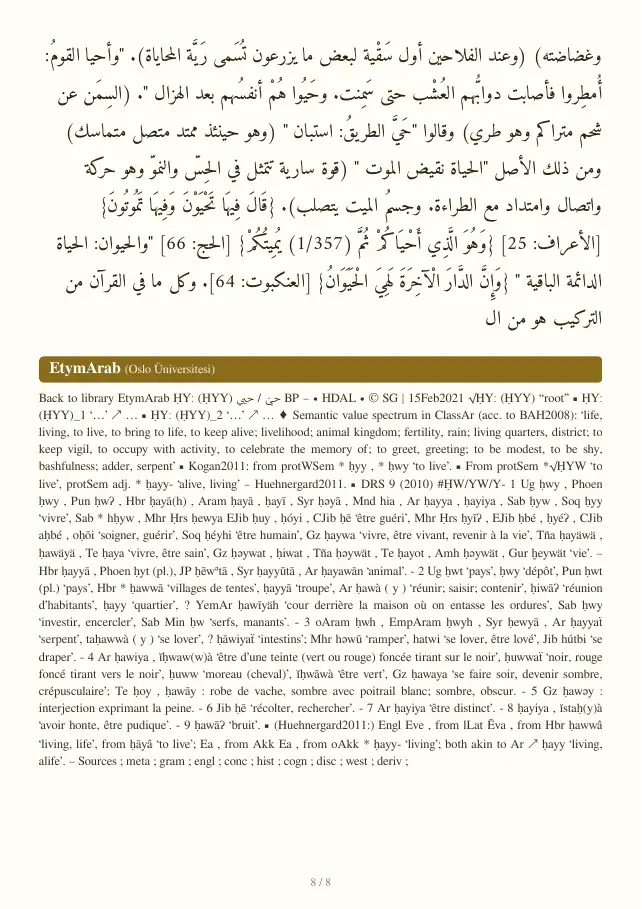 وغضاضته) (وعند الفلاحين أول سَقْية لبعض ما يزرعون تُسَمى رَيَّة المحاياة). "وأحيا القومُ:
أُمطِروا فأصابت دوابُّهم العُشْب حتى سَمِنت. وحَيُوا هُمْ أنفسُهم بعد الهزال ". (السِمَن عن
شحم متراكم وهو طري) وقالوا "حَيَّ الطريقُ: استبان " (وهو حينئذ ممتد متصل متماسك)
ومن ذلك الأصل "الحياة نقيض الموت " (قوة سارية تتمثل في الحِسّ والنموّ وهو حركة
واتصال وامتداد مع الطراءة. وجسمُ الميت يتصلب). {قَالَ فِيهَا تَحْيَوْنَ وَفِيهَا تَمُوتُونَ}
[الأعراف: 25] {وَهُوَ الَّذِي أَحْيَاكُمْ ثُمَّ (1/357) يُمِيتُكُمْ} [الحج: 66] "والحيوان: الحياة
الدائمة الباقية " {وَإِنَّ الدَّارَ الْآخِرَةَ لَهِيَ الْحَيَوَانُ} [العنكبوت: 64]. وكل ما في القرآن من
التركيب هو من ال
EtymArab (Oslo Üniversitesi)
Back to library EtymArab ḤY: (ḤYY) حيّ / حيي BP – • HDAL • © SG | 15Feb2021 √ḤY: (ḤYY) “root” ▪ ḤY:
(ḤYY)_1 ‘…’ ↗ … ▪ ḤY: (ḤYY)_2 ‘…’ ↗ … ♦ Semantic value spectrum in ClassAr (acc. to BAH2008): ‘life,
living, to live, to bring to life, to keep alive; livelihood; animal kingdom; fertility, rain; living quarters, district; to
keep vigil, to occupy with activity, to celebrate the memory of; to greet, greeting; to be modest, to be shy,
bashfulness; adder, serpent’ ▪ Kogan2011: from protWSem * ḥyy , * ḥwy ‘to live’. ▪ From protSem *√ḤYW ‘to
live’, protSem adj. * ḥayy- ‘alive, living’ – Huehnergard2011. ▪ DRS 9 (2010) #ḤW/YW/Y- 1 Ug ḥwy , Phoen
ḥwy , Pun ḥwʔ , Hbr ḥayā(h) , Aram ḥayā , ḥayī , Syr ḥəyā , Mnd hia , Ar ḥayya , ḥayiya , Sab ḥyw , Soq ḥyy
‘vivre’, Sab * hḥyw , Mhr Ḥrs ḥewya EJib ḥuy , ḥóyi , CJib ḥē ‘être guéri’, Mhr Ḥrs ḥyīʔ , EJib ḥbé , ḥyéʔ , CJib
aḥbé , oḥōi ‘soigner, guérir’, Soq ḥéyhi ‘être humain’, Gz ḥaywa ‘vivre, être vivant, revenir à la vie’, Tña ḥayäwä ,
ḥawäyä , Te ḥaya ‘vivre, être sain’, Gz ḥəywat , ḥiwat , Tña ḥəywät , Te ḥayot , Amh ḥəywät , Gur ḥeywät ‘vie’. –
Hbr ḥayyā , Phoen ḥyt (pl.), JP ḥēwᵊtā , Syr ḥayyūtā , Ar ḥayawān ‘animal’. - 2 Ug ḥwt ‘pays’, ḥwy ‘dépôt’, Pun ḥwt
(pl.) ‘pays’, Hbr * ḥawwā ‘villages de tentes’, ḥayyā ‘troupe’, Ar ḥawà ( y ) ‘réunir; saisir; contenir’, ḥiwāʔ ‘réunion
d’habitants’, ḥayy ‘quartier’, ? YemAr ḥawīyäh ‘cour derrière la maison où on entasse les ordures’, Sab ḥwy
‘investir, encercler’, Sab Min ḥw ‘serfs, manants’. - 3 oAram ḥwh , EmpAram ḥwyh , Syr ḥewyā , Ar ḥayyaẗ
‘serpent’, taḥawwà ( y ) ‘se lover’, ? ḥāwiyaẗ ‘intestins’; Mhr həwū ‘ramper’, hatwi ‘se lover, être lové’, Jib hútbi ‘se
draper’. - 4 Ar ḥawiya , ĭḥwaw(w)à ‘être d’une teinte (vert ou rouge) foncée tirant sur le noir’, ḥuwwaẗ ‘noir, rouge
foncé tirant vers le noir’, ḥuww ‘moreau (cheval)’, ĭḥwāwà ‘être vert’, Gz ḥawaya ‘se faire soir, devenir sombre,
crépusculaire’; Te ḥoy , ḥawāy : robe de vache, sombre avec poitrail blanc; sombre, obscur. - 5 Gz ḥawəy :
interjection exprimant la peine. - 6 Jib ḥē ‘récolter, rechercher’. - 7 Ar ḥayiya ‘être distinct’. - 8 ḥayiya , ĭstaḥ(y)à
‘avoir honte, être pudique’. - 9 ḥawāʔ ‘bruit’. ▪ (Huehnergard2011:) Engl Eve , from lLat Ēva , from Hbr ḥawwâ
‘living, life’, from ḥāyâ ‘to live’; Ea , from Akk Ea , from oAkk * ḥayy- ‘living’; both akin to Ar ↗ ḥayy ‘living,
alife’. – Sources ; meta ; gram ; engl ; conc ; hist ; cogn ; disc ; west ; deriv ;
8 / 8